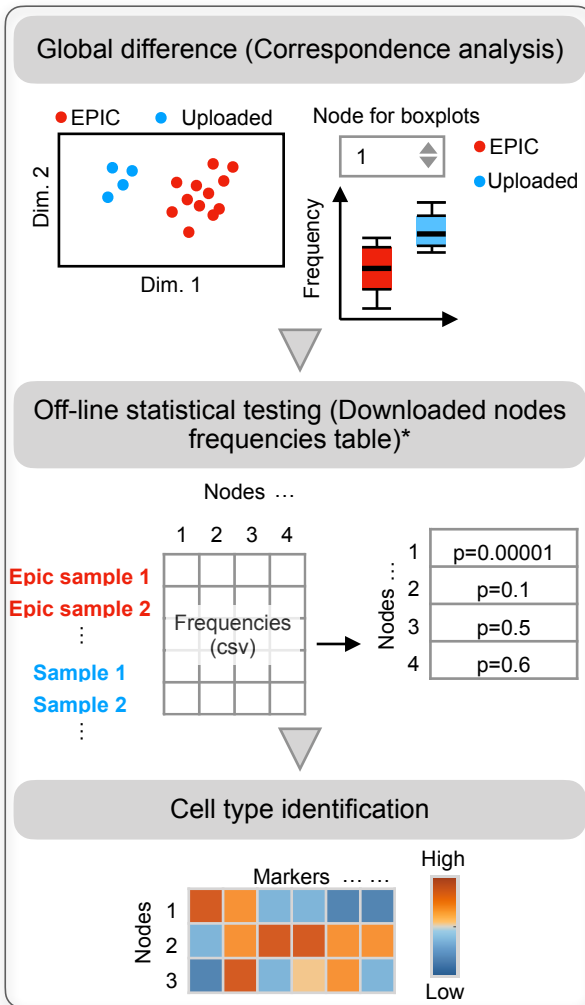 Global difference (Correspondence analysis)
EPIC
Uploaded
Dim. 2
Dim. 1
Node for boxplots
1
EPIC
Uploaded
Frequency
Off-line statistical testing (Downloaded nodes
frequencies table)*
Nodes ...
1 2 3 4
Epic sample 1
Epic sample 2
⋮
Sample 1
Sample 2
⋮
Frequencies
(csv)
Nodes ...
1 p=0.00001
2 p=0.1
3 p=0.5
4 p=0.6
Cell type identification
Markers ... ...
Nodes
1
2
3
High
Low